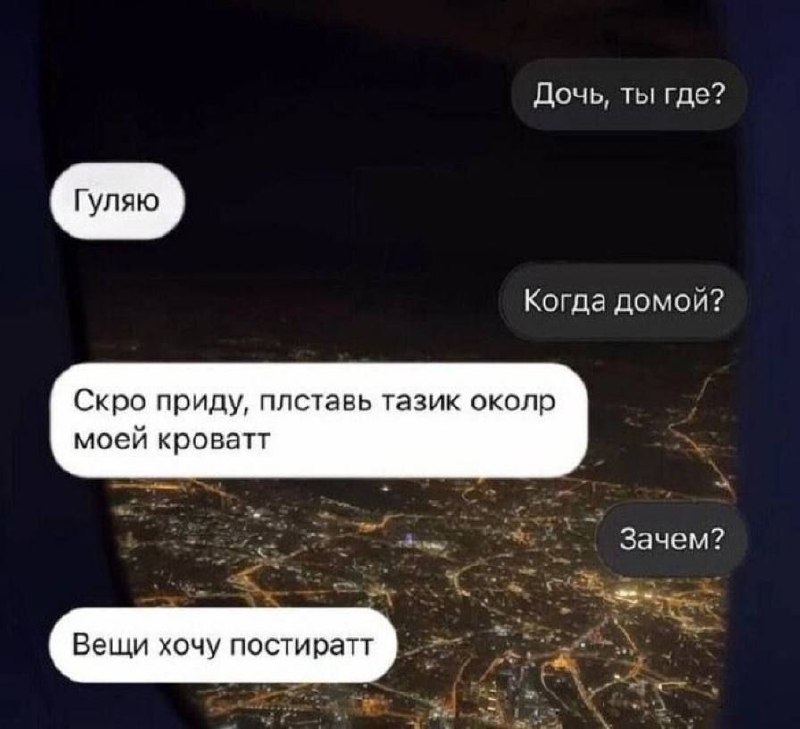 Дочь, ты где?
Гуляю
Когда домой?
Скро приду, плставь тазик околр
моей кроватт
Зачем?
Вещи хочу постиратт